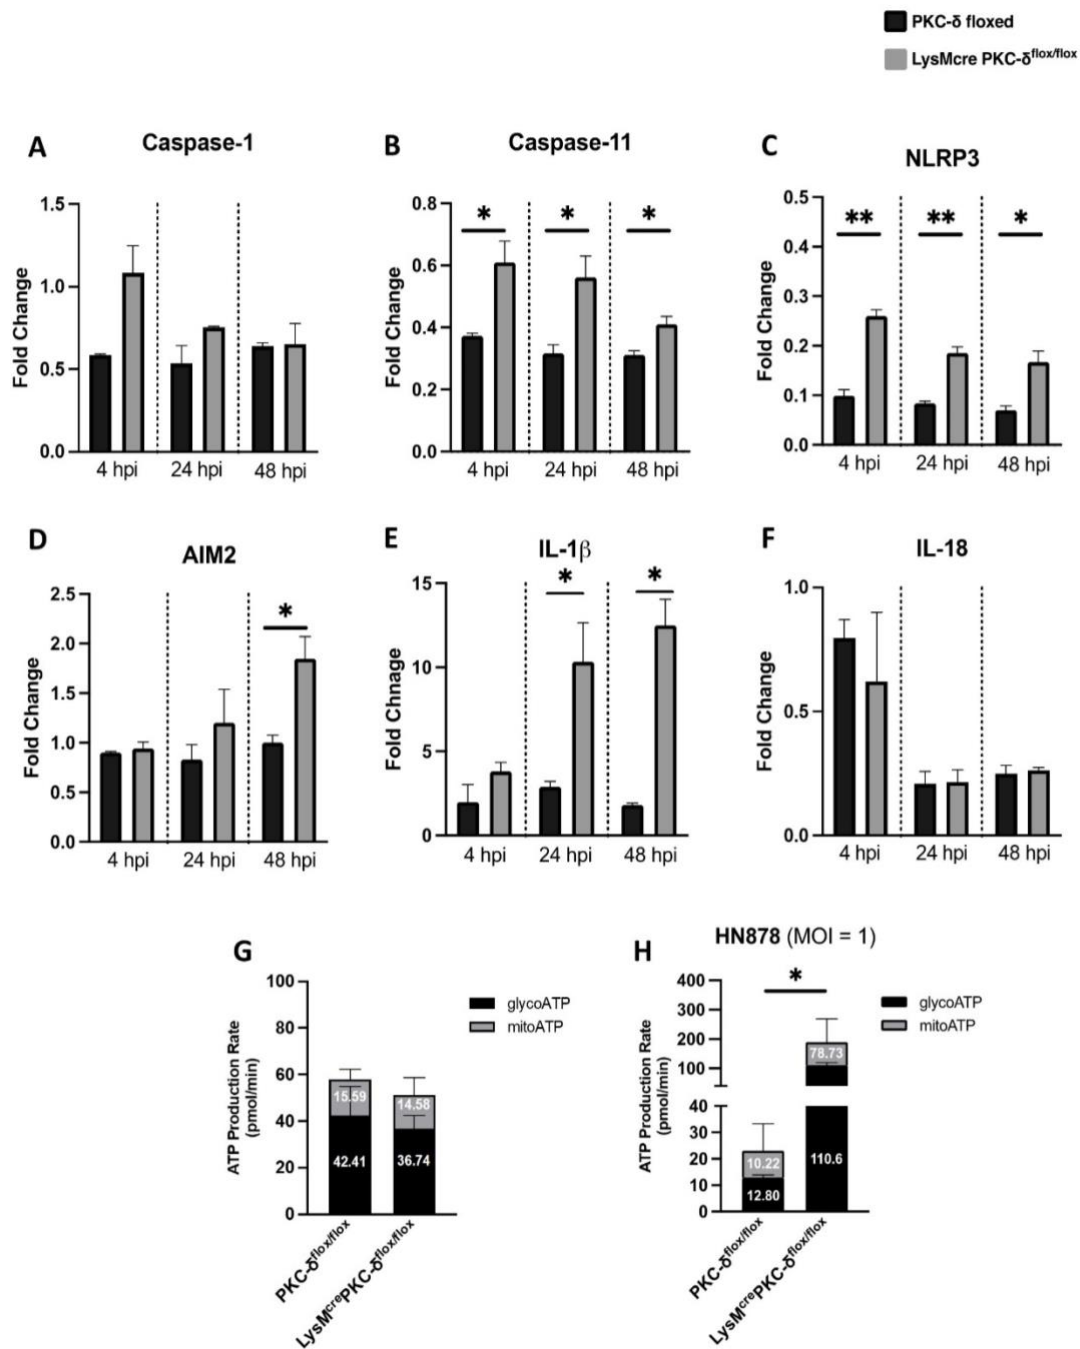 PKC-δ floxed
LysMcre PKC-δflox/flox
A
Caspase-1
Fold Change
1.5
1.0
0.5
0.0
4 hpi
24 hpi
48 hpi
B
Caspase-11
Fold Change
0.8
0.6
0.4
0.2
0.0
*
*
*
4 hpi
24 hpi
48 hpi
C
NLRP3
Fold Change
0.5
0.4
0.3
0.2
0.1
0.0
**
**
*
4 hpi
24 hpi
48 hpi
D
AIM2
Fold Change
2.5
2.0
1.5
1.0
0.5
0.0
*
4 hpi
24 hpi
48 hpi
E
IL-1β
Fold Chnage
15
10
5
0
*
*
4 hpi
24 hpi
48 hpi
F
IL-18
Fold Change
1.0
0.5
0.0
4 hpi
24 hpi
48 hpi
G
ATP Production Rate
(pmol/min)
100
80
60
40
20
0
15.59
42.41
14.58
36.74
glycoATP
mitoATP
PKC-δflox/flox
LysMcrePKC-δflox/flox
H
HN878 (MOI = 1)
ATP Production Rate
(pmol/min)
400
300
200
100
40
30
20
10
0
*
10.22
12.80
78.73
110.6
glycoATP
mitoATP
PKC-δflox/flox
LysMcrePKC-δflox/flox